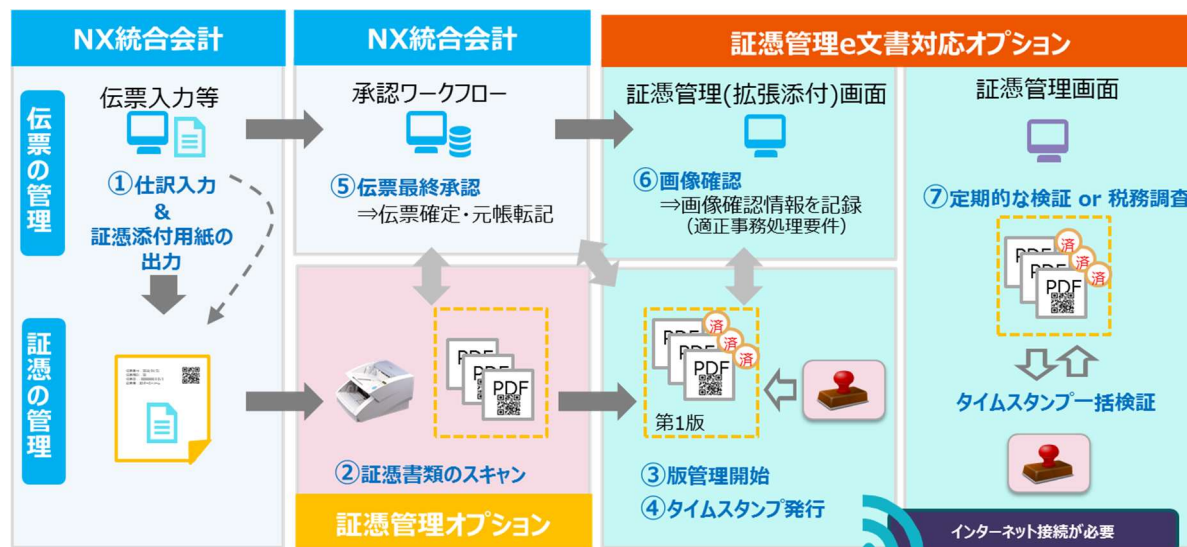 NX統合会計
NX統合会計
証憑管理e文書対応オプション
伝票の管理
伝票入力等
①仕訳入力
&
証憑添付用紙の
出力
承認ワークフロー
⑤伝票最終承認
⇒伝票確定・元帳転記
証憑管理(拡張添付)画面
⑥画像確認
⇒画像確認情報を記録
(適正事務処理要件)
証憑管理画面
⑦定期的な検証 or 税務調査
済
済
済
PDF
PDF
PDF
タイムスタンプ一括検証
証憑の管理
PDF
PDF
PDF
②証憑書類のスキャン
証憑管理オプション
済
済
済
PDF
PDF
PDF
第1版
③版管理開始
④タイムスタンプ発行
インターネット接続が必要